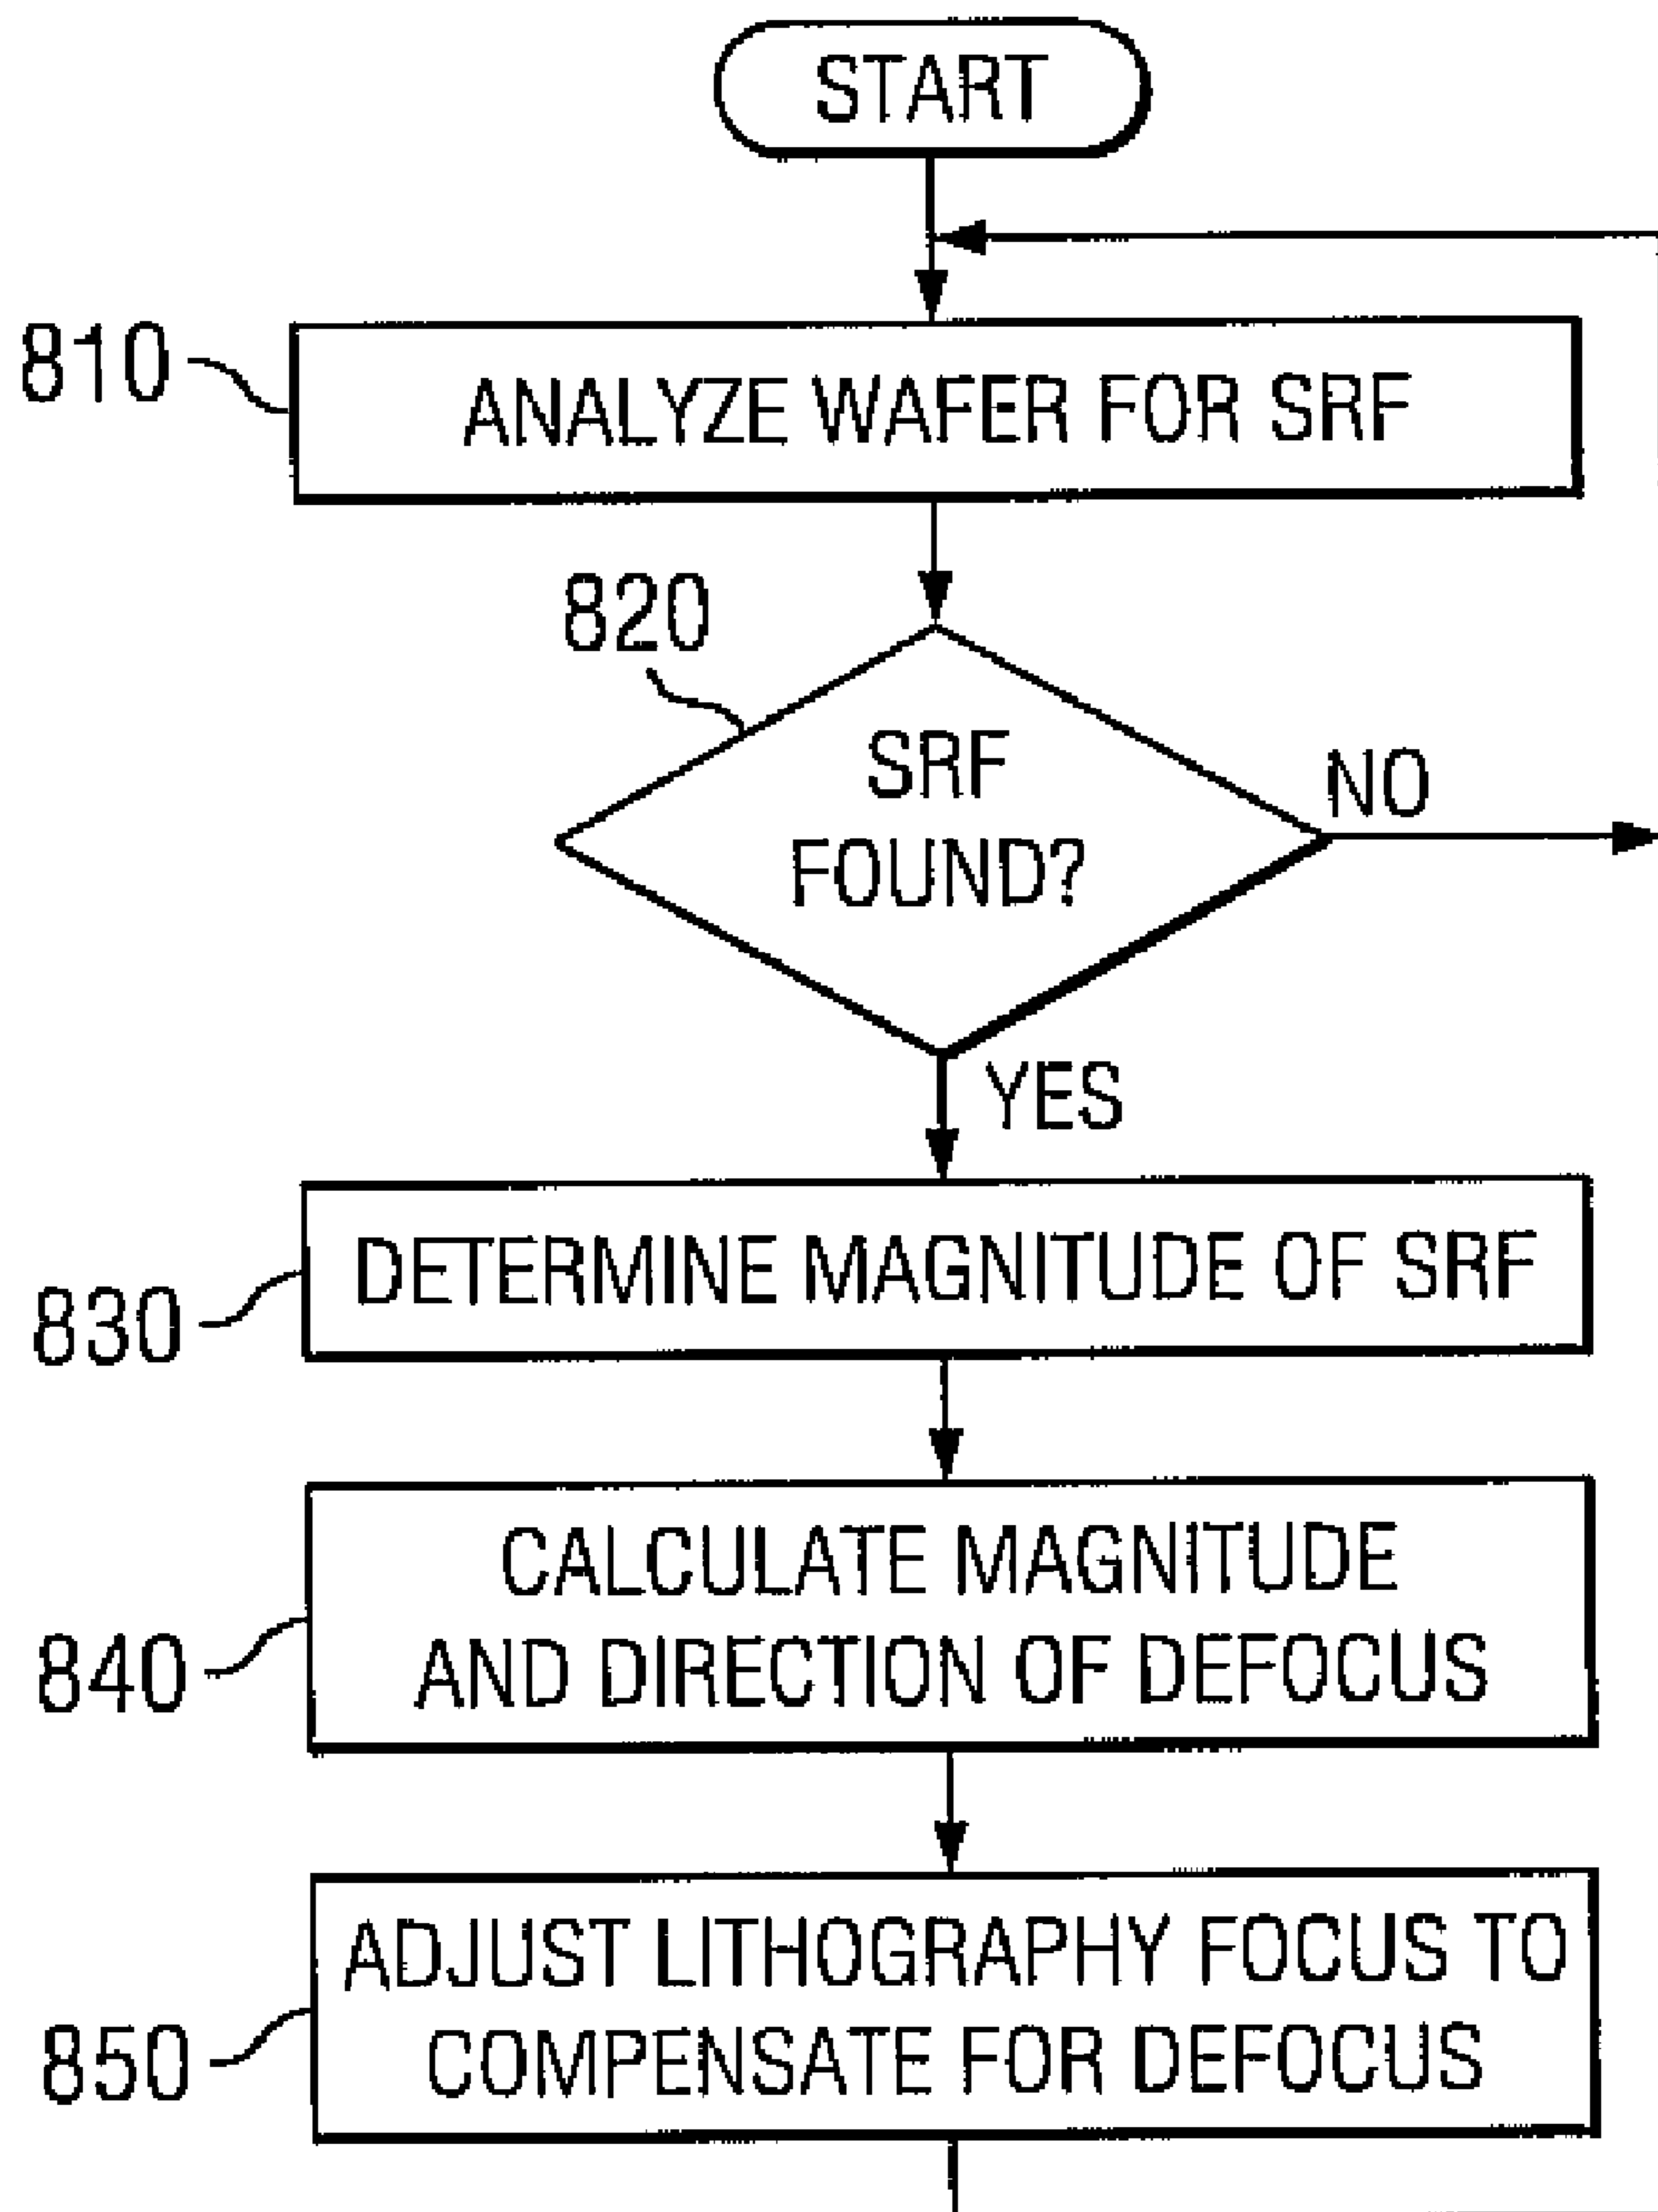 START
810
ANALYZE WAFER FOR SRF
820
SRF
FOUND?
NO
YES
830
DETERMINE MAGNITUDE OF SRF
840
CALCULATE MAGNITUDE
AND DIRECTION OF DEFOCUS
850
ADJUST LITHOGRAPHY FOCUS TO
COMPENSATE FOR DEFOCUS